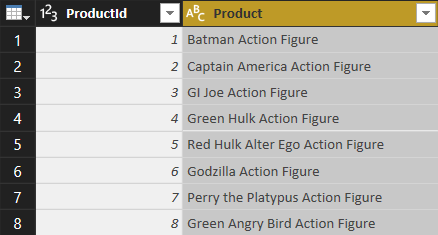 1²3 ProductId ABC Product
1 1 Batman Action Figure
2 2 Captain America Action Figure
3 3 GI Joe Action Figure
4 4 Green Hulk Action Figure
5 5 Red Hulk Alter Ego Action Figure
6 6 Godzilla Action Figure
7 7 Perry the Platypus Action Figure
8 8 Green Angry Bird Action Figure